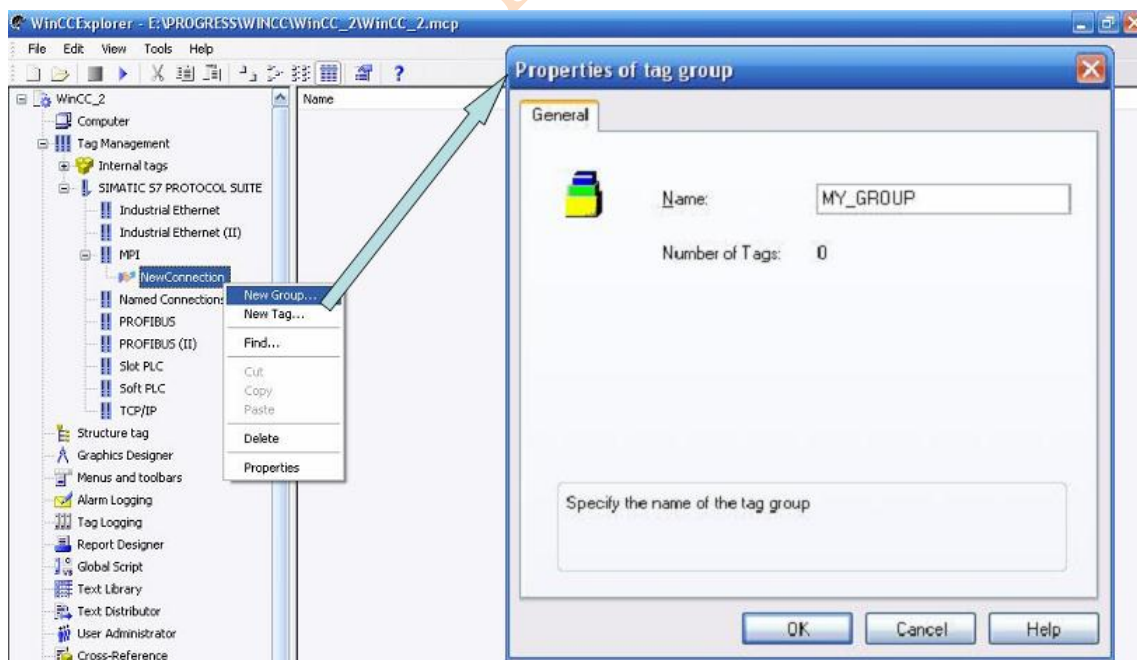 WinCCExplorer - E:\PROGRESS\WINCC\WinCC_2\WinCC_2.mcp
File Edit View Tools Help
WinCC_2
Computer
Tag Management
Internal tags
SIMATIC S7 PROTOCOL SUITE
Industrial Ethernet
Industrial Ethernet (II)
MPI
NewConnection
Named Connections
PROFIBUS
PROFIBUS (II)
Slot PLC
Soft PLC
TCP/IP
Structure tag
Graphics Designer
Menus and toolbars
Alarm Logging
Tag Logging
Report Designer
Global Script
Text Library
Text Distributor
User Administrator
Cross-Reference
Name
New Group...
New Tag...
Find...
Cut
Copy
Paste
Delete
Properties
Properties of tag group
General
Name: MY_GROUP
Number of Tags: 0
Specify the name of the tag group
OK Cancel Help